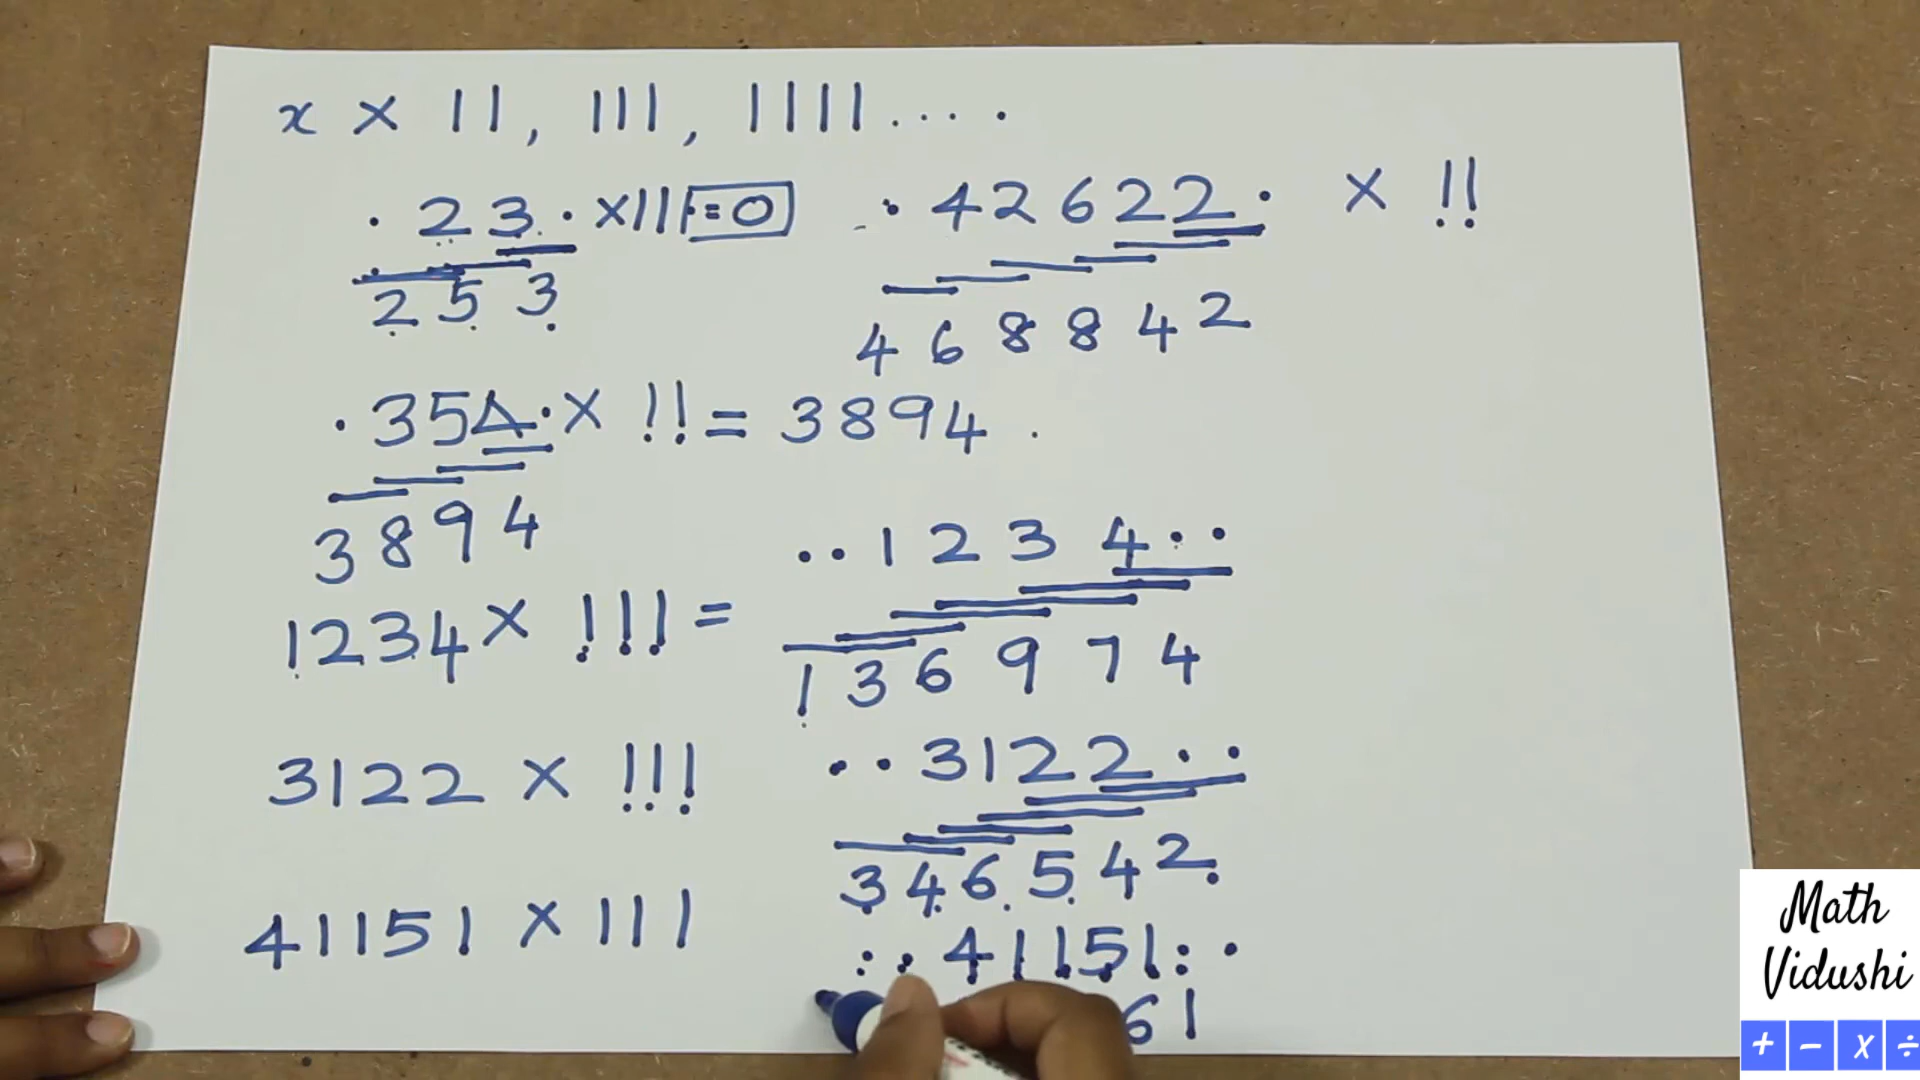 x × 11, 111, 1111.....
.23. ×11 .=0
253
.42622. × 11
468842
.354.× 11 = 3894 .
3894
1234× 111 =
..1234..
136974
3122 × 111
..3122..
346542
41151 × 111
..41151..
61
Math
Vidushi
+ − x ÷